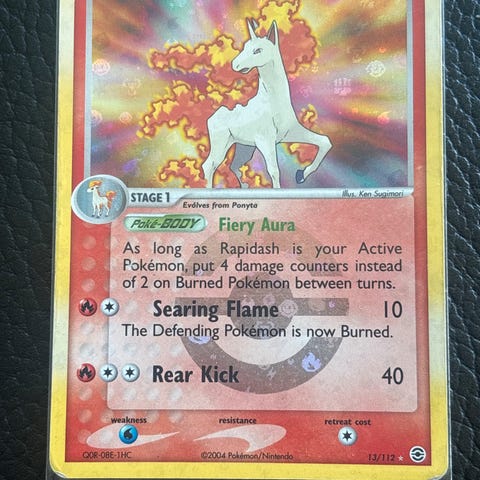 Illus. Ken Sugimori
STAGE 1
Evolves from Ponyta
Poké-BODY Fiery Aura
As long as Rapidash is your Active
Pokémon, put 4 damage counters instead
of 2 on Burned Pokémon between turns.
Searing Flame 10
The Defending Pokémon is now Burned.
Rear Kick 40
weakness resistance retreat cost
Q0R-08E-1HC ©2004 Pokémon/Nintendo 13/112 ★